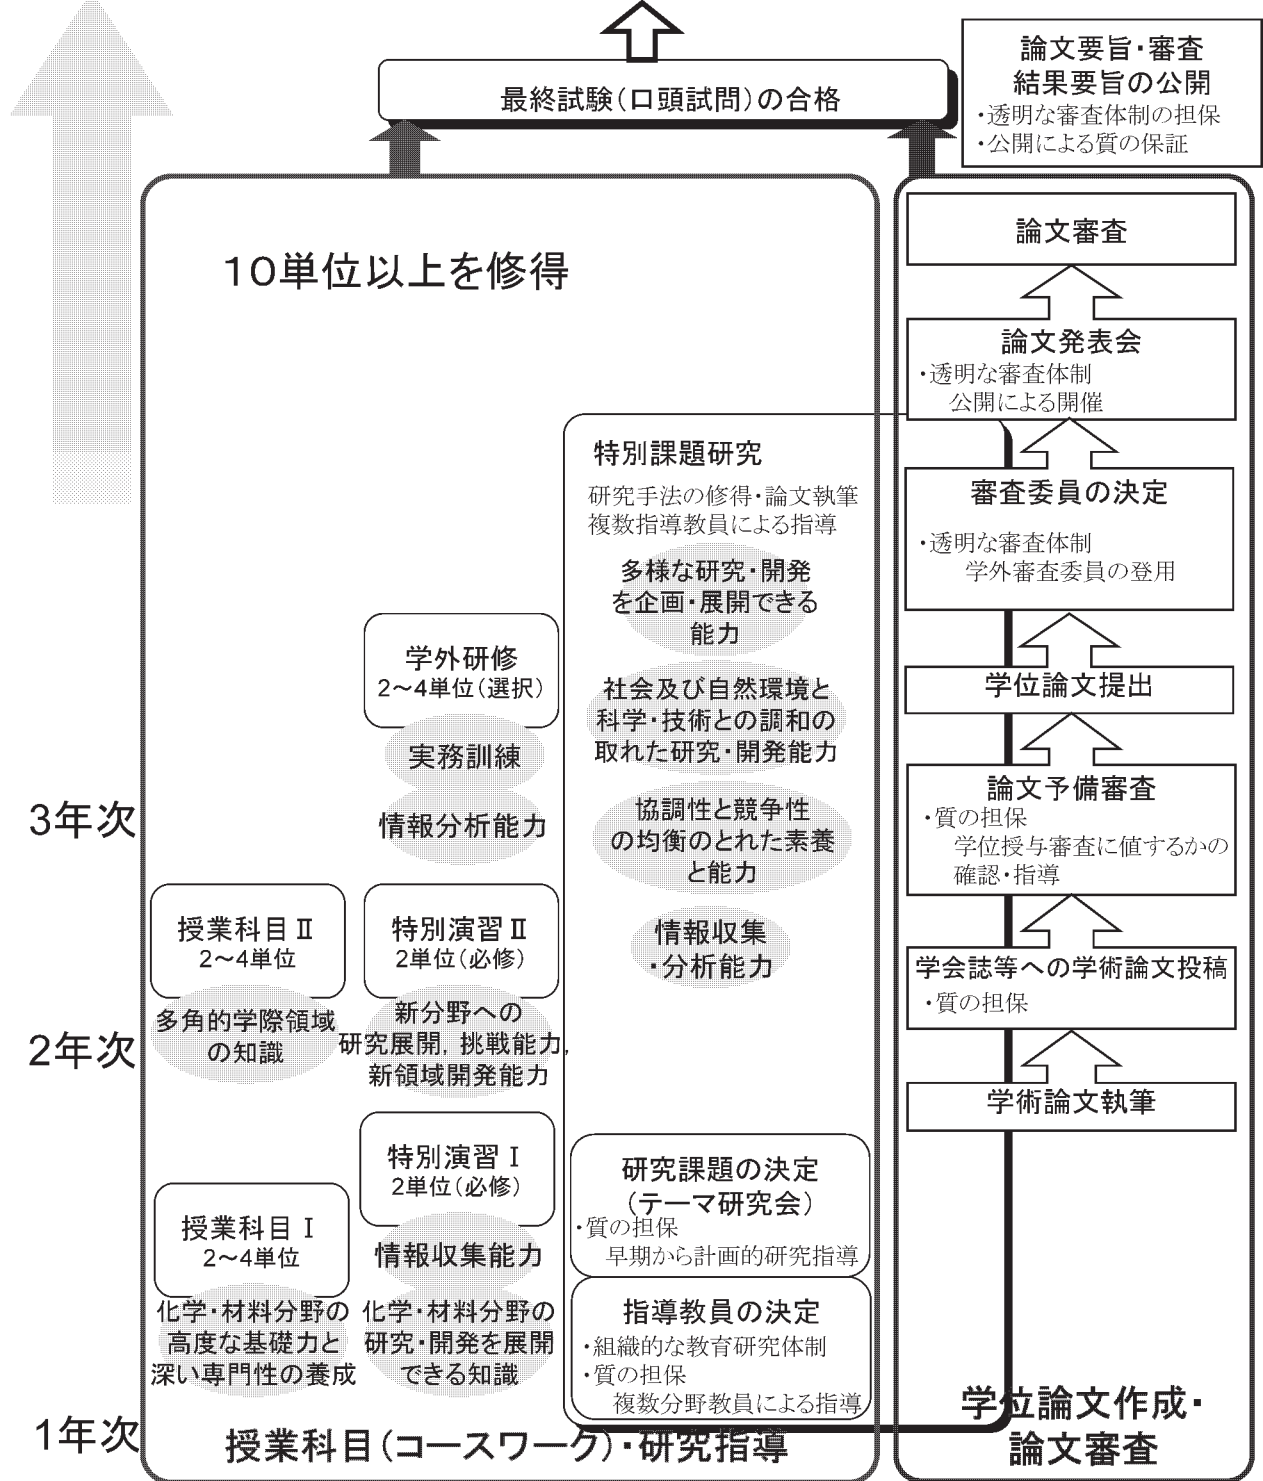 最終試験(口頭試問)の合格
論文要旨・審査
結果要旨の公開
・透明な審査体制の担保
・公開による質の保証
10単位以上を修得
論文審査
論文発表会
・透明な審査体制
公開による開催
審査委員の決定
・透明な審査体制
学外審査委員の登用
学位論文提出
論文予備審査
・質の担保
学位授与審査に値するかの
確認・指導
学会誌等への学術論文投稿
・質の担保
学術論文執筆
学位論文作成・
論文審査
特別課題研究
研究手法の修得・論文執筆
複数指導教員による指導
多様な研究・開発
を企画・展開できる
能力
社会及び自然環境と
科学・技術との調和の
取れた研究・開発能力
協調性と競争性
の均衡のとれた素養
と能力
情報収集
・分析能力
学外研修
2〜4単位(選択)
実務訓練
情報分析能力
3年次
授業科目Ⅱ
2〜4単位
多角的学際領域
の知識
特別演習Ⅱ
2単位(必修)
新分野への
研究展開, 挑戦能力,
新領域開発能力
2年次
特別演習Ⅰ
2単位(必修)
情報収集能力
化学・材料分野の
研究・開発を展開
できる知識
授業科目Ⅰ
2〜4単位
化学・材料分野の
高度な基礎力と
深い専門性の養成
研究課題の決定
(テーマ研究会)
・質の担保
早期から計画的研究指導
指導教員の決定
・組織的な教育研究体制
・質の担保
複数分野教員による指導
1年次
授業科目(コースワーク)・研究指導